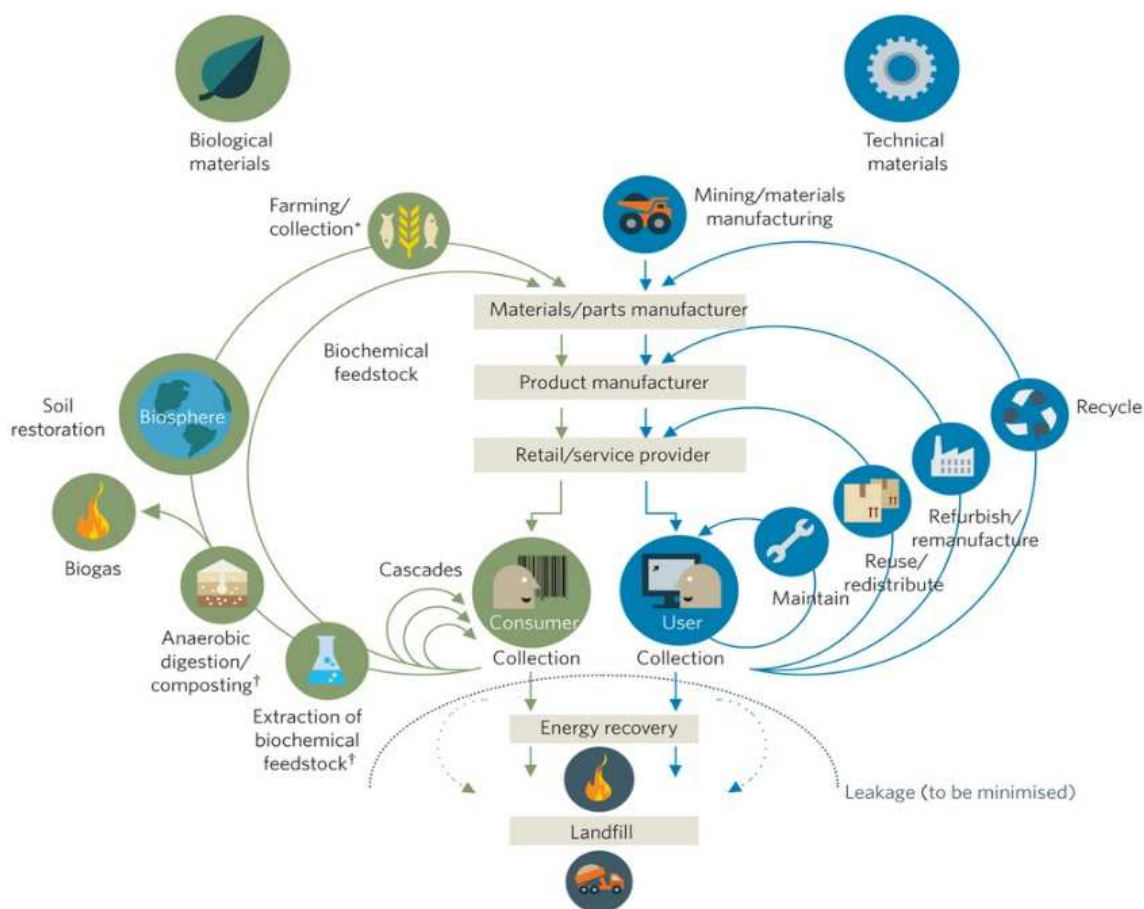 Biological
materials
Technical
materials
Farming/
collection*
Mining/materials
manufacturing
Materials/parts manufacturer
Biochemical
feedstock
Product manufacturer
Soil
restoration
Biosphere
Recycle
Retail/service provider
Refurbish/
remanufacture
Biogas
Reuse/
redistribute
Cascades
Maintain
Consumer
User
Anaerobic
digestion/
composting†
Collection
Collection
Extraction of
biochemical
feedstock†
Energy recovery
Leakage (to be minimised)
Landfill